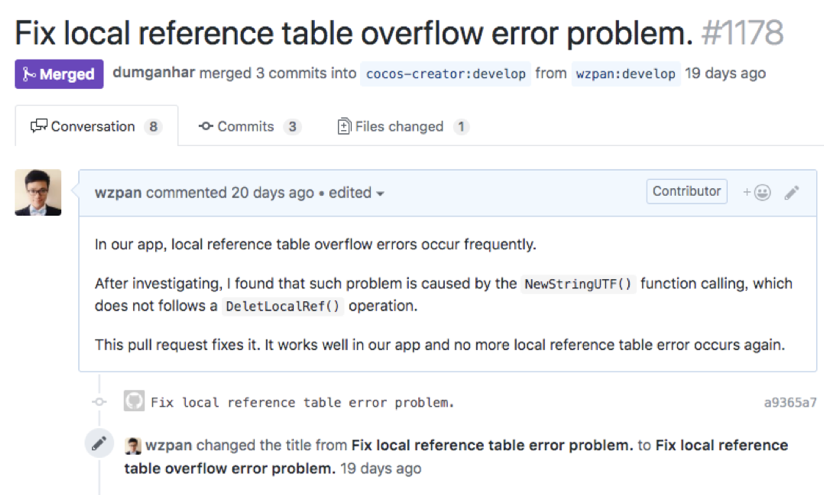 Fix local reference table overflow error problem. #1178
Merged dumganhar merged 3 commits into cocos-creator:develop from wzpan:develop 19 days ago
Conversation 8 Commits 3 Files changed 1
wzpan commented 20 days ago • edited Contributor
In our app, local reference table overflow errors occur frequently.
After investigating, I found that such problem is caused by the NewStringUTF() function calling, which
does not follows a DeletLocalRef() operation.
This pull request fixes it. It works well in our app and no more local reference table error occurs again.
Fix local reference table error problem. a9365a7
wzpan changed the title from Fix local reference table error problem. to Fix local reference
table overflow error problem. 19 days ago